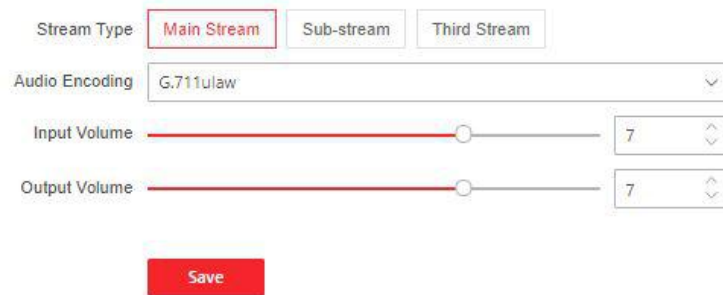 Stream Type Main Stream Sub-stream Third Stream
Audio Encoding G.711ulaw
Input Volume 7
Output Volume 7
Save